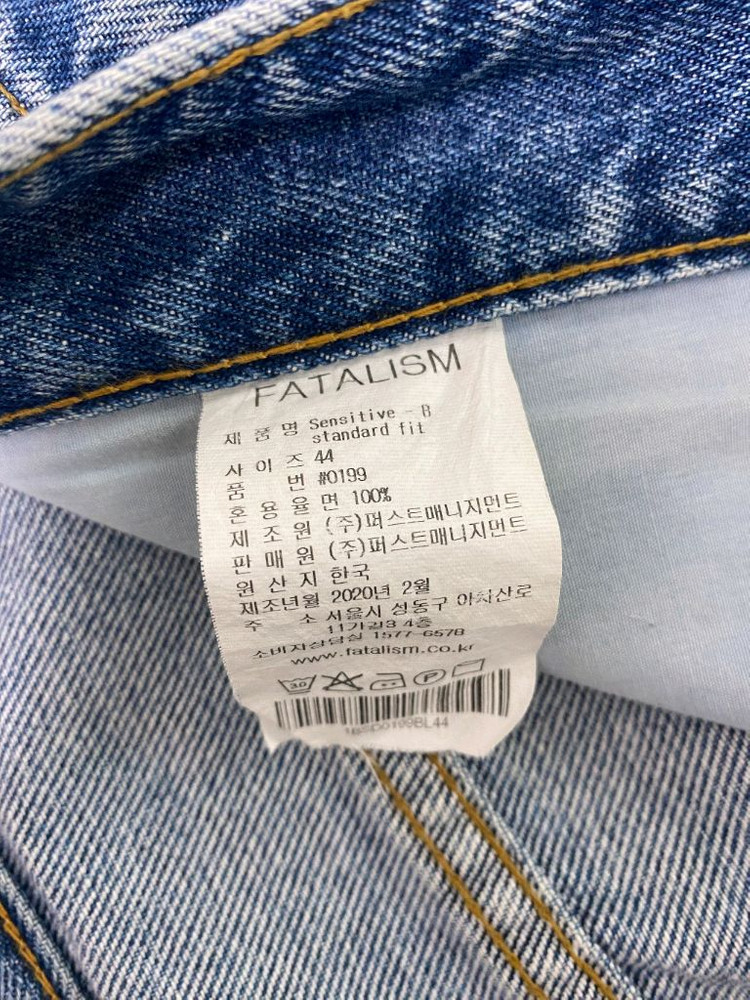 FATALISM
제 품 명 Sensitive - B
standard fit
사 이 즈 44
품 번 #0199
혼 용 율 면 100%
제 조 원 (주)퍼스트매니지먼트
판 매 원 (주)퍼스트매니지먼트
원 산 지 한국
제조년월 2020년 2월
주 소 서울시 성동구 아차산로
11가길3 4층
소비자상담실 1577-6578
www.fatalism.co.kr
30 P